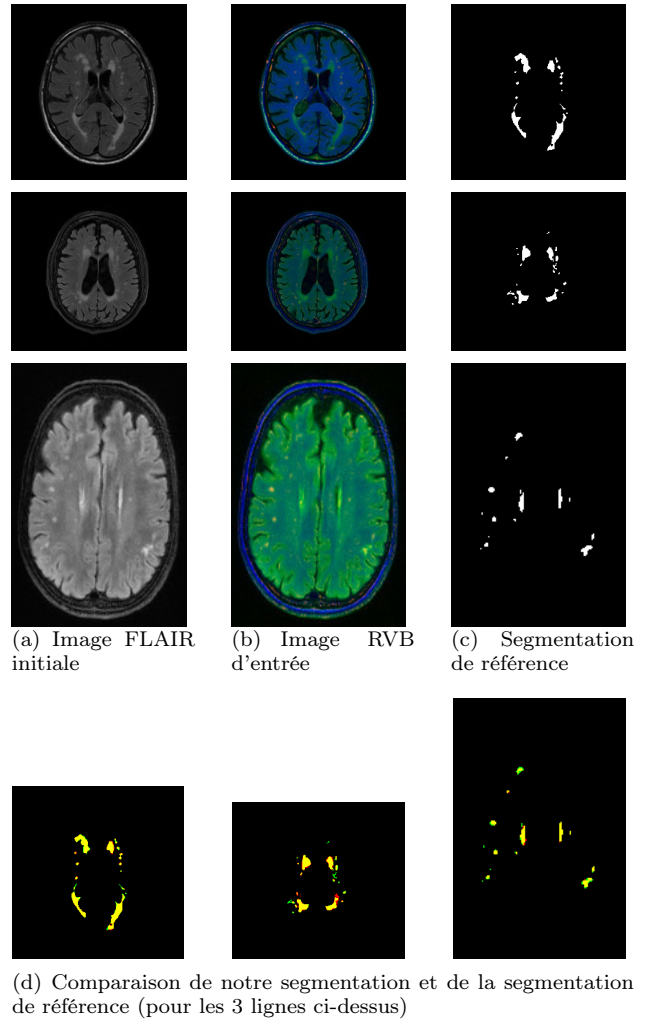 (a) Image FLAIR
initiale
(b) Image RVB
d'entrée
(c) Segmentation
de référence
(d) Comparaison de notre segmentation et de la segmentation
de référence (pour les 3 lignes ci-dessus)